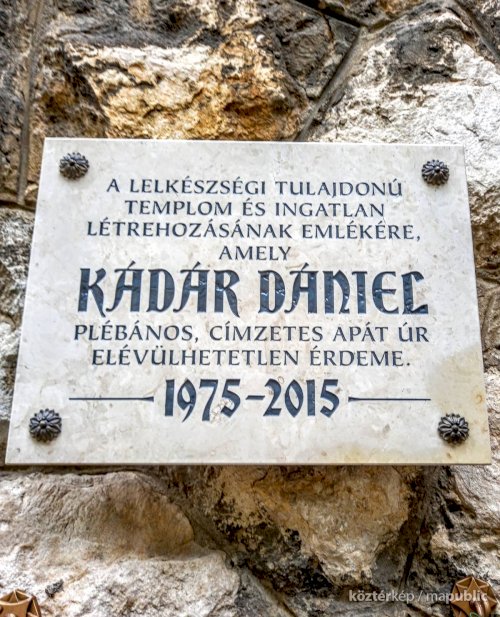 A LELKÉSZSÉGI TULAJDONÚ
TEMPLOM ÉS INGATLAN
LÉTREHOZÁSÁNAK EMLÉKÉRE,
AMELY
KÁDÁR DÁNIEL
PLÉBÁNOS, CÍMZETES APÁT ÚR
ELÉVÜLHETETLEN ÉRDEME.
1975-2015
köztérkép / mapublic